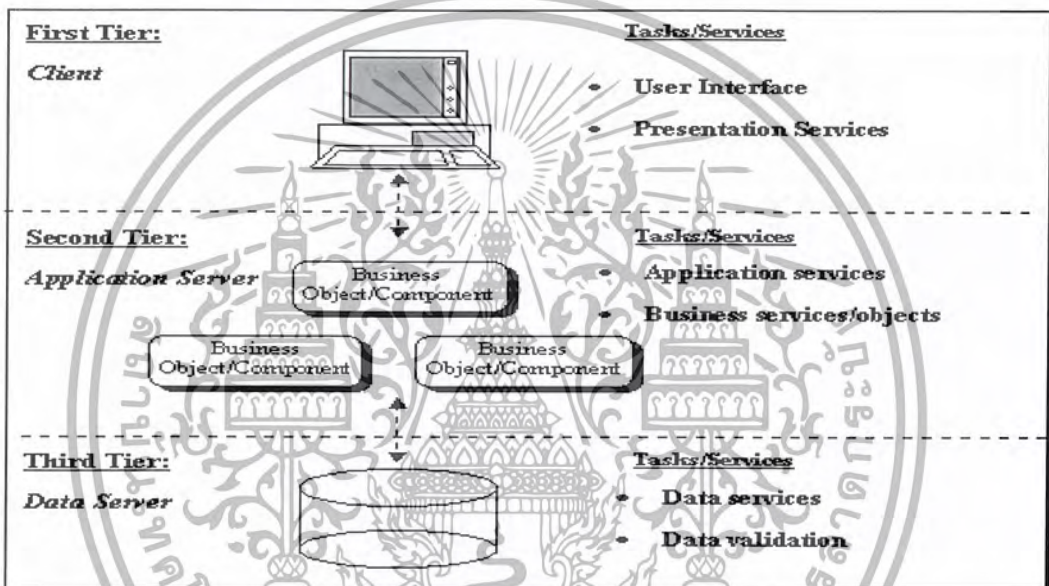 First Tier:
Client
Tasks/Services
• User Interface
• Presentation Services
Second Tier:
Application Server
Business
Object/Component
Business
Object/Component
Business
Object/Component
Tasks/Services
• Application services
• Business services/objects
Third Tier:
Data Server
Tasks/Services
• Data services
• Data validation